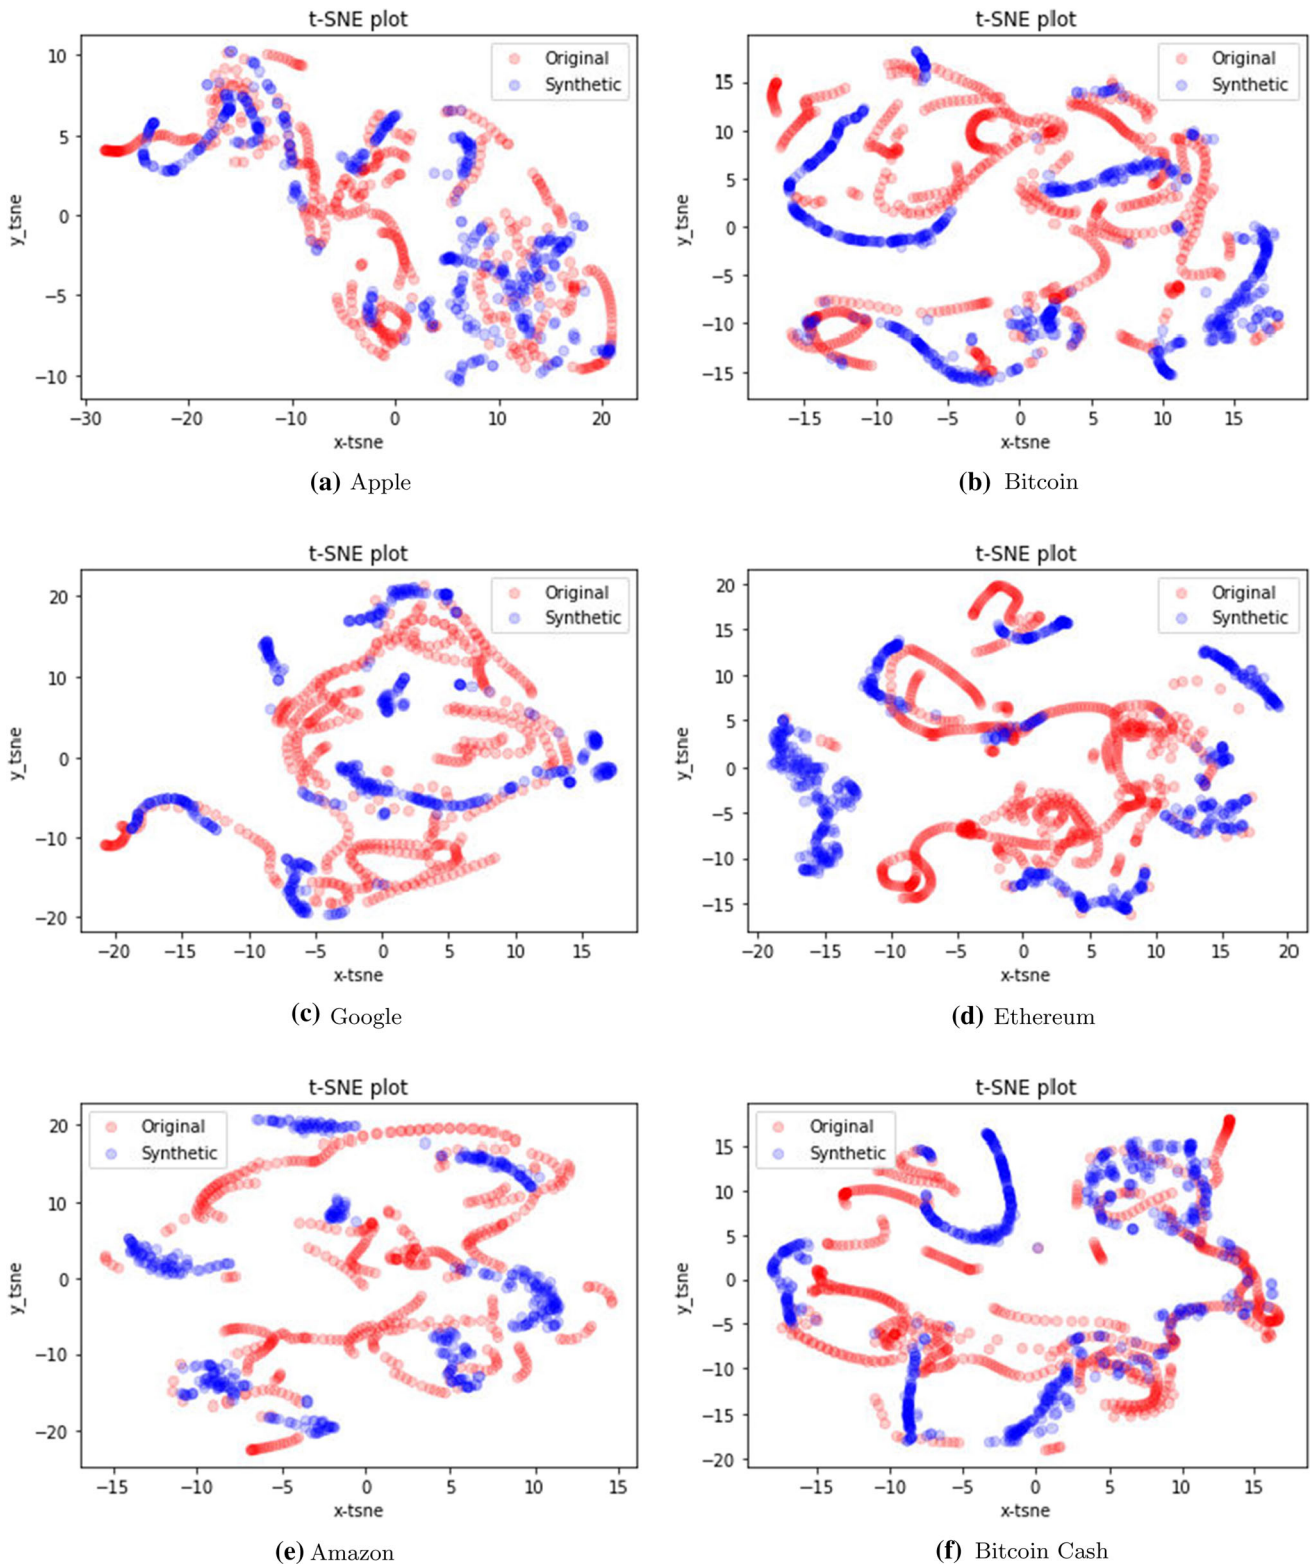 t-SNE plot
Original
Synthetic
10
5
0
−5
−10
y_tsne
−30 −20 −10 0 10 20
x-tsne
(a) Apple
t-SNE plot
Original
Synthetic
15
10
5
0
−5
−10
−15
y_tsne
−15 −10 −5 0 5 10 15
x-tsne
(b) Bitcoin
t-SNE plot
Original
Synthetic
20
10
0
−10
−20
y_tsne
−20 −15 −10 −5 0 5 10 15
x-tsne
(c) Google
t-SNE plot
Original
Synthetic
20
15
10
5
0
−5
−10
−15
y_tsne
−20 −15 −10 −5 0 5 10 15 20
x-tsne
(d) Ethereum
t-SNE plot
Original
Synthetic
20
10
0
−10
−20
y_tsne
−15 −10 −5 0 5 10 15
x-tsne
(e) Amazon
t-SNE plot
Original
Synthetic
15
10
5
0
−5
−10
−15
−20
y_tsne
−15 −10 −5 0 5 10 15
x-tsne
(f) Bitcoin Cash